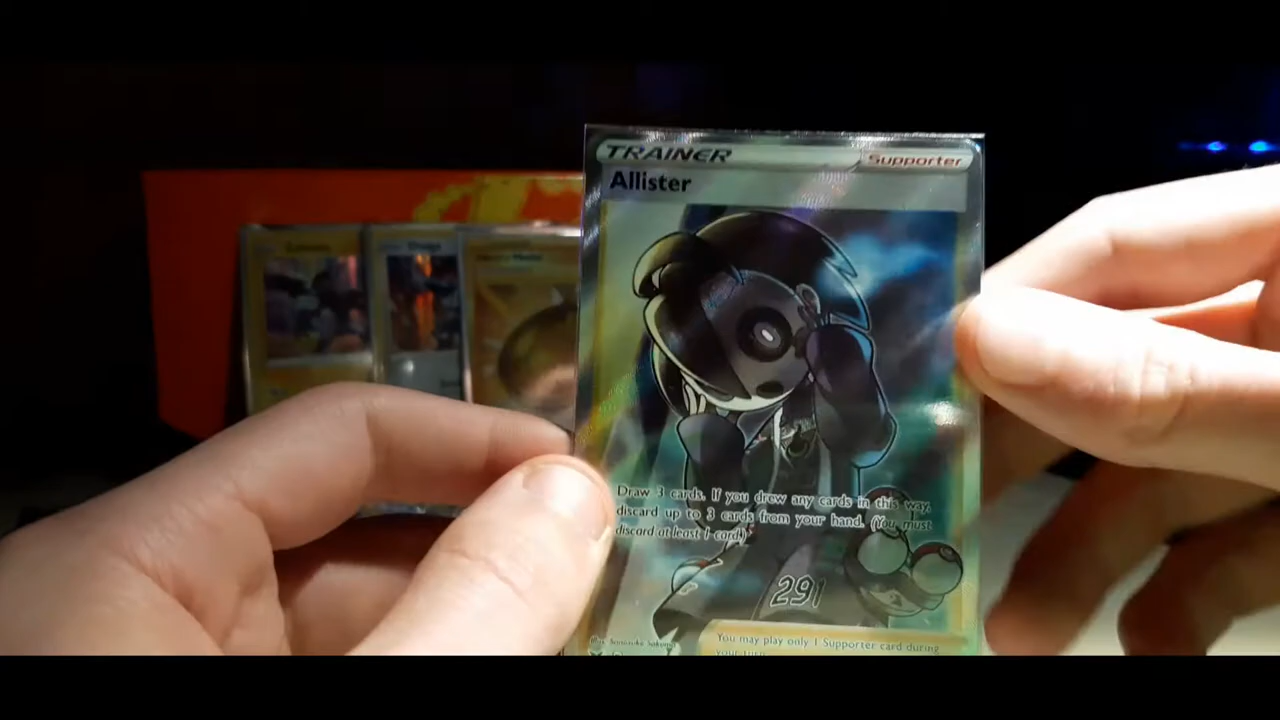 TRAINER
Supporter
Allister
Draw 3 cards. If you drew any cards in this way,
discard up to 3 cards from your hand. (You must
discard at least 1 card.)
291
You may play only 1 Supporter card during
your turn